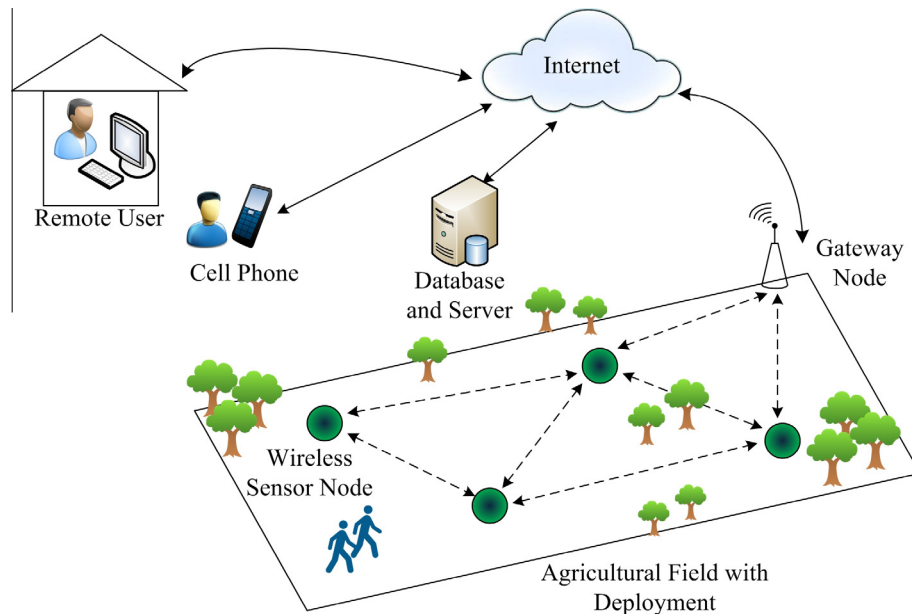 Internet
Remote User
Cell Phone
Database
and Server
Gateway
Node
Wireless
Sensor Node
Agricultural Field with
Deployment